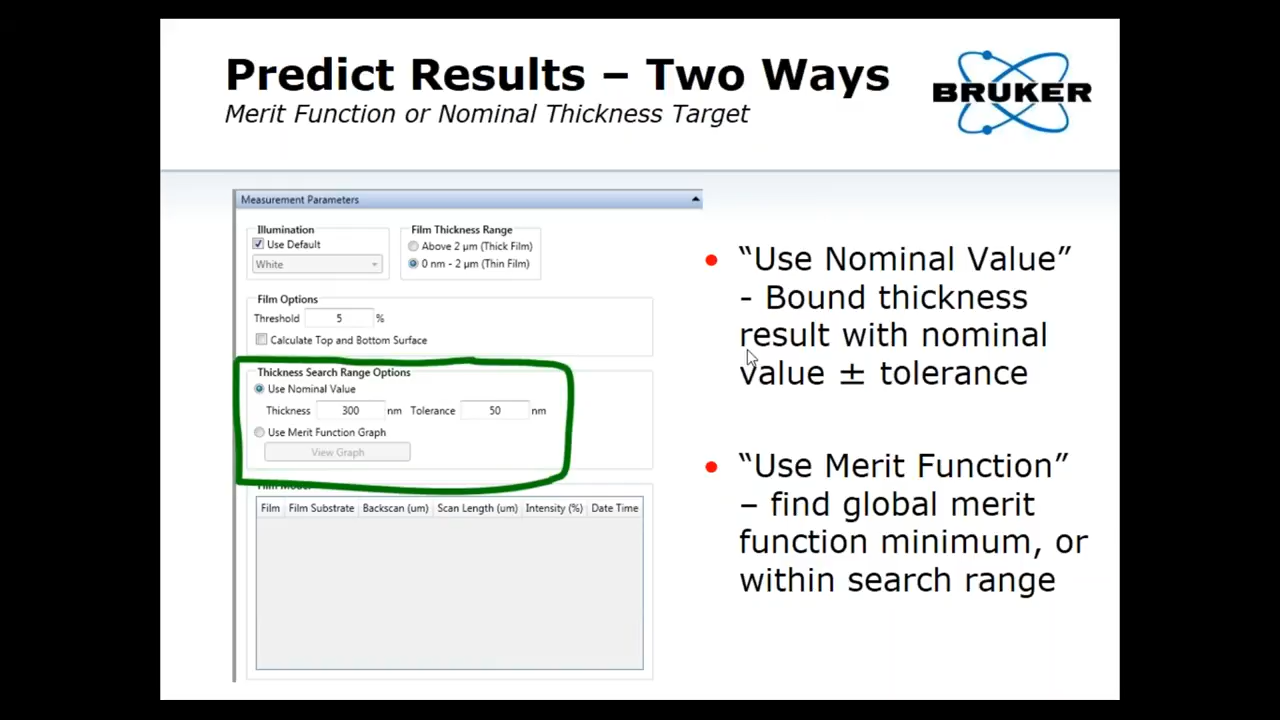 Predict Results – Two Ways
Merit Function or Nominal Thickness Target
BRUKER
Measurement Parameters
Illumination
Use Default
White
Film Thickness Range
Above 2 µm (Thick Film)
0 nm - 2 µm (Thin Film)
Film Options
Threshold 5 %
Calculate Top and Bottom Surface
Thickness Search Range Options
Use Nominal Value
Thickness 300 nm Tolerance 50 nm
Use Merit Function Graph
View Graph
Film Model
Film Film Substrate Backscan (um) Scan Length (um) Intensity (%) Date Time
“Use Nominal Value”
- Bound thickness
result with nominal
value ± tolerance
“Use Merit Function”
– find global merit
function minimum, or
within search range